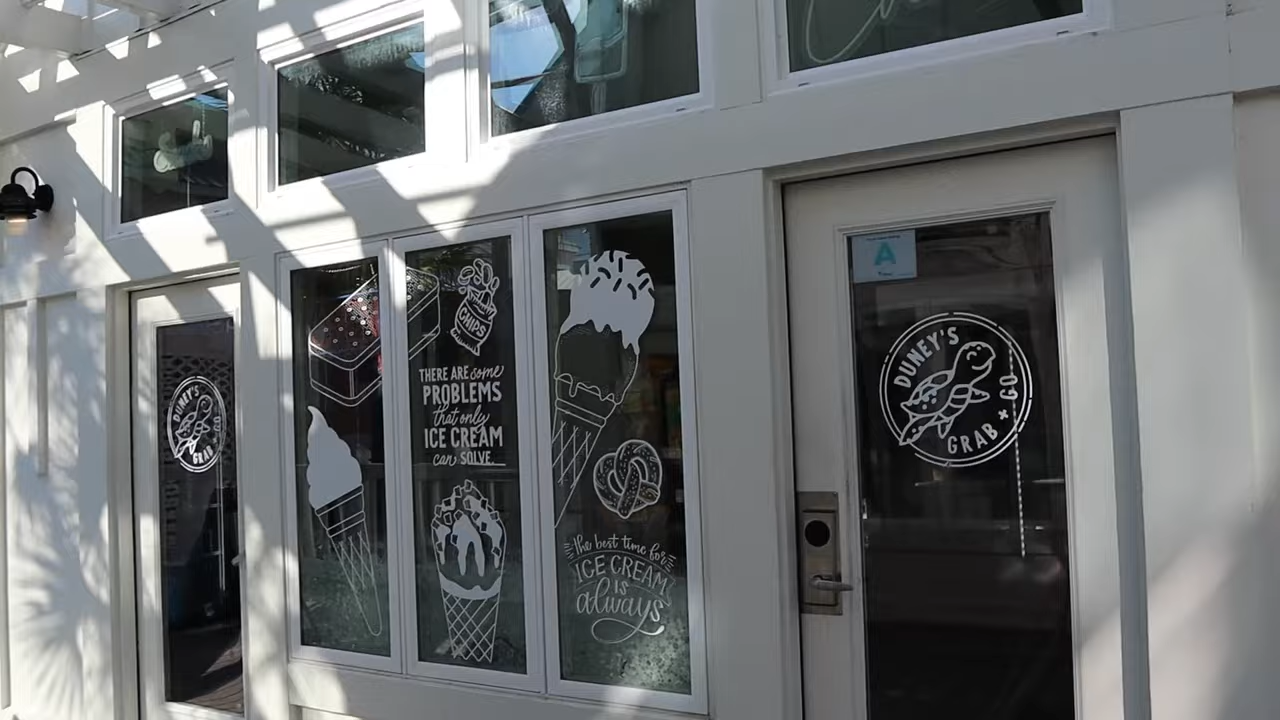 DUNEY'S
GRAB x GO
CHIPS
THERE ARE some
PROBLEMS
that only
ICE CREAM
can SOLVE.
the best time for
ICE CREAM
IS
always
A
DUNEY'S
GRAB x GO